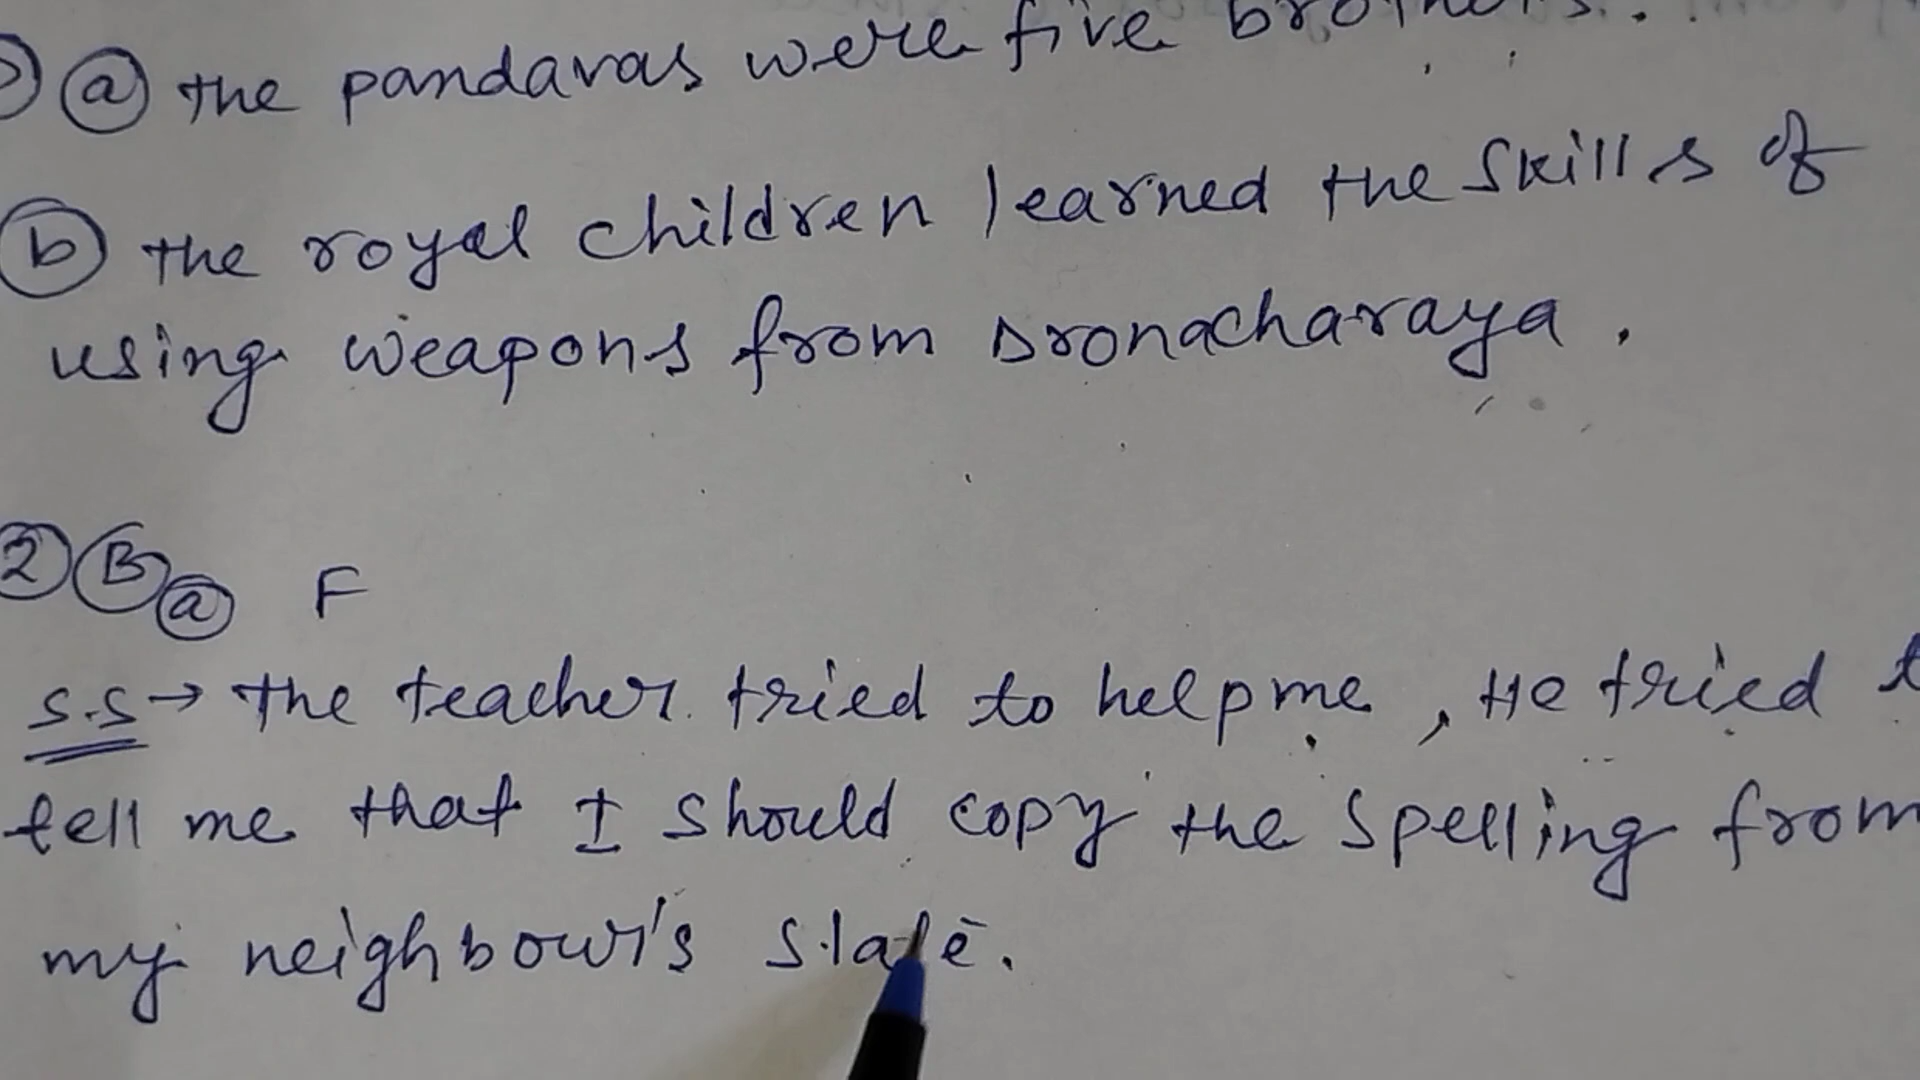 (a) the pandavas were five brothers.
(b) the royal children learned the skills of
using weapons from Dronacharaya.
2 (B) (a) F
S.S → The teacher tried to help me, He tried t
tell me that I should copy the spelling from
my neighbour's slate.